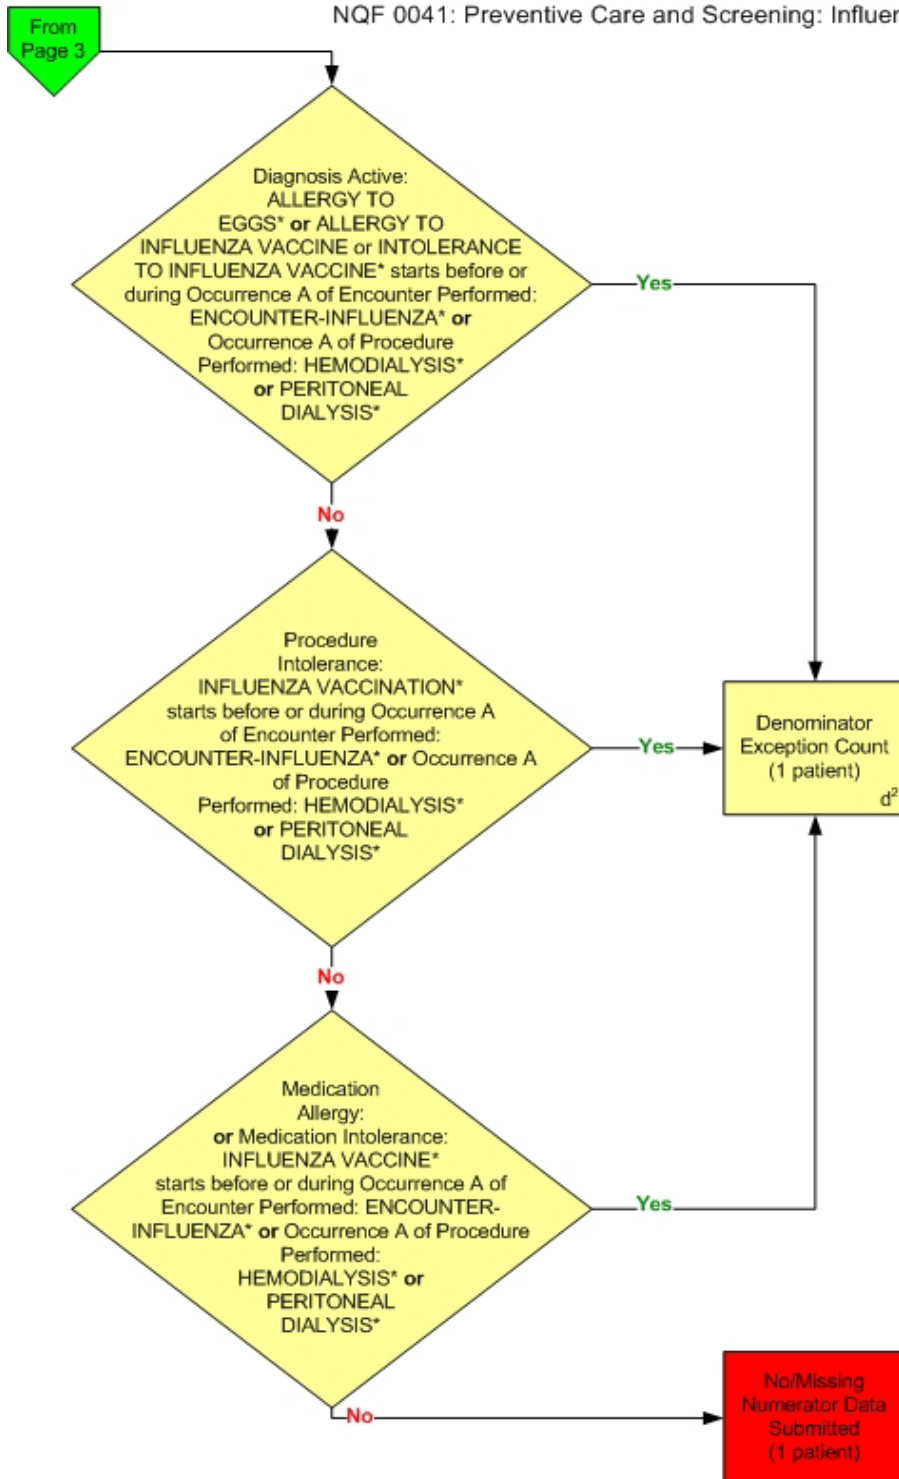 NQF 0041: Preventive Care and Screening: Influen
From
Page 3
Diagnosis Active:
ALLERGY TO
EGGS* or ALLERGY TO
INFLUENZA VACCINE or INTOLERANCE
TO INFLUENZA VACCINE* starts before or
during Occurrence A of Encounter Performed:
ENCOUNTER-INFLUENZA* or
Occurrence A of Procedure
Performed: HEMODIALYSIS*
or PERITONEAL
DIALYSIS*
Yes
No
Procedure
Intolerance:
INFLUENZA VACCINATION*
starts before or during Occurrence A
of Encounter Performed:
ENCOUNTER-INFLUENZA* or Occurrence A
of Procedure
Performed: HEMODIALYSIS*
or PERITONEAL
DIALYSIS*
Yes
Denominator
Exception Count
(1 patient)
d²
No
Medication
Allergy:
or Medication Intolerance:
INFLUENZA VACCINE*
starts before or during Occurrence A of
Encounter Performed: ENCOUNTER-
INFLUENZA* or Occurrence A of Procedure
Performed:
HEMODIALYSIS* or
PERITONEAL
DIALYSIS*
Yes
No
No/Missing
Numerator Data
Submitted
(1 patient)